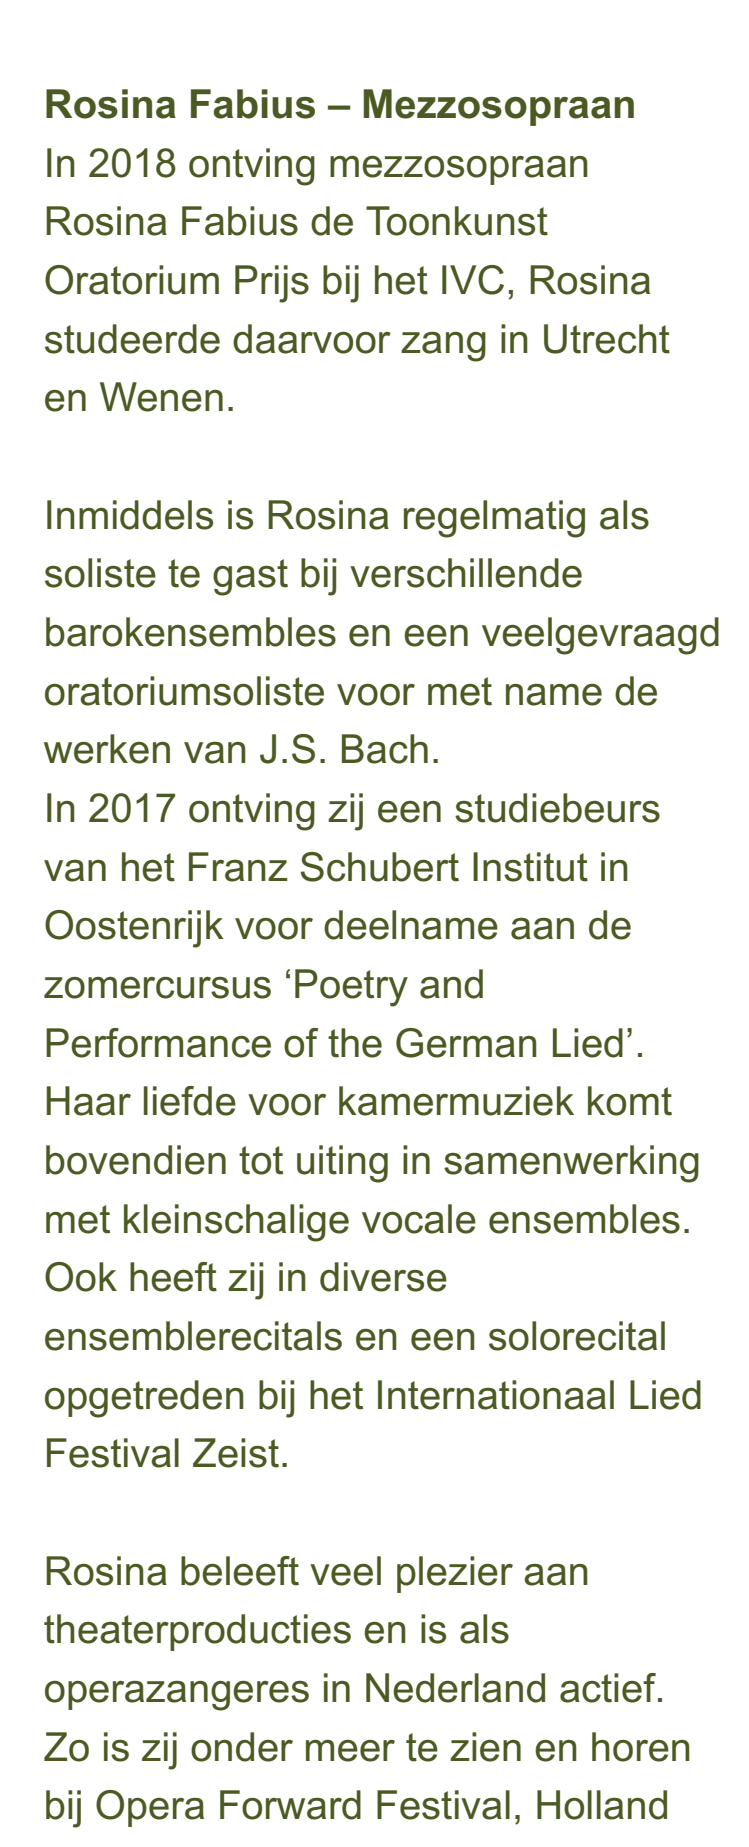 Rosina Fabius – Mezzosopraan
In 2018 ontving mezzosopraan
Rosina Fabius de Toonkunst
Oratorium Prijs bij het IVC, Rosina
studeerde daarvoor zang in Utrecht
en Wenen.

Inmiddels is Rosina regelmatig als
soliste te gast bij verschillende
barokensembles en een veelgevraagd
oratoriumsoliste voor met name de
werken van J.S. Bach.
In 2017 ontving zij een studiebeurs
van het Franz Schubert Institut in
Oostenrijk voor deelname aan de
zomercursus ‘Poetry and
Performance of the German Lied’.
Haar liefde voor kamermuziek komt
bovendien tot uiting in samenwerking
met kleinschalige vocale ensembles.
Ook heeft zij in diverse
ensemblerecitals en een solorecital
opgetreden bij het Internationaal Lied
Festival Zeist.

Rosina beleeft veel plezier aan
theaterproducties en is als
operazangeres in Nederland actief.
Zo is zij onder meer te zien en horen
bij Opera Forward Festival, Holland